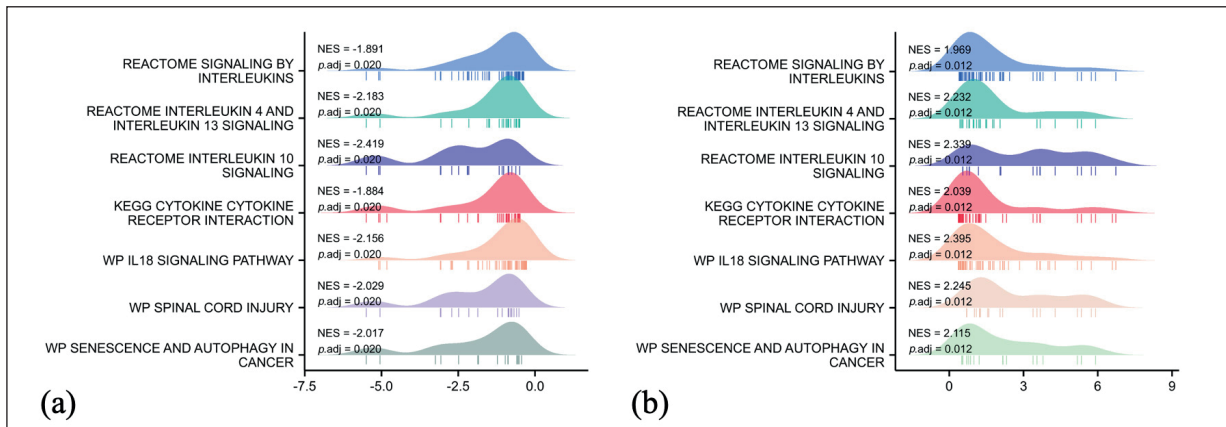 NES = -1.891
p.adj = 0.020
REACTOME SIGNALING BY
INTERLEUKINS
NES = -2.183
p.adj = 0.020
REACTOME INTERLEUKIN 4 AND
INTERLEUKIN 13 SIGNALING
NES = -2.419
p.adj = 0.020
REACTOME INTERLEUKIN 10
SIGNALING
NES = -1.884
p.adj = 0.020
KEGG CYTOKINE CYTOKINE
RECEPTOR INTERACTION
NES = -2.156
p.adj = 0.020
WP IL18 SIGNALING PATHWAY
NES = -2.029
p.adj = 0.020
WP SPINAL CORD INJURY
NES = -2.017
p.adj = 0.020
WP SENESCENCE AND AUTOPHAGY IN
CANCER
-7.5 -5.0 -2.5 0.0
(a)
NES = 1.969
p.adj = 0.012
REACTOME SIGNALING BY
INTERLEUKINS
NES = 2.232
p.adj = 0.012
REACTOME INTERLEUKIN 4 AND
INTERLEUKIN 13 SIGNALING
NES = 2.339
p.adj = 0.012
REACTOME INTERLEUKIN 10
SIGNALING
NES = 2.039
p.adj = 0.012
KEGG CYTOKINE CYTOKINE
RECEPTOR INTERACTION
NES = 2.395
p.adj = 0.012
WP IL18 SIGNALING PATHWAY
NES = 2.245
p.adj = 0.012
WP SPINAL CORD INJURY
NES = 2.115
p.adj = 0.012
WP SENESCENCE AND AUTOPHAGY IN
CANCER
0 3 6 9
(b)